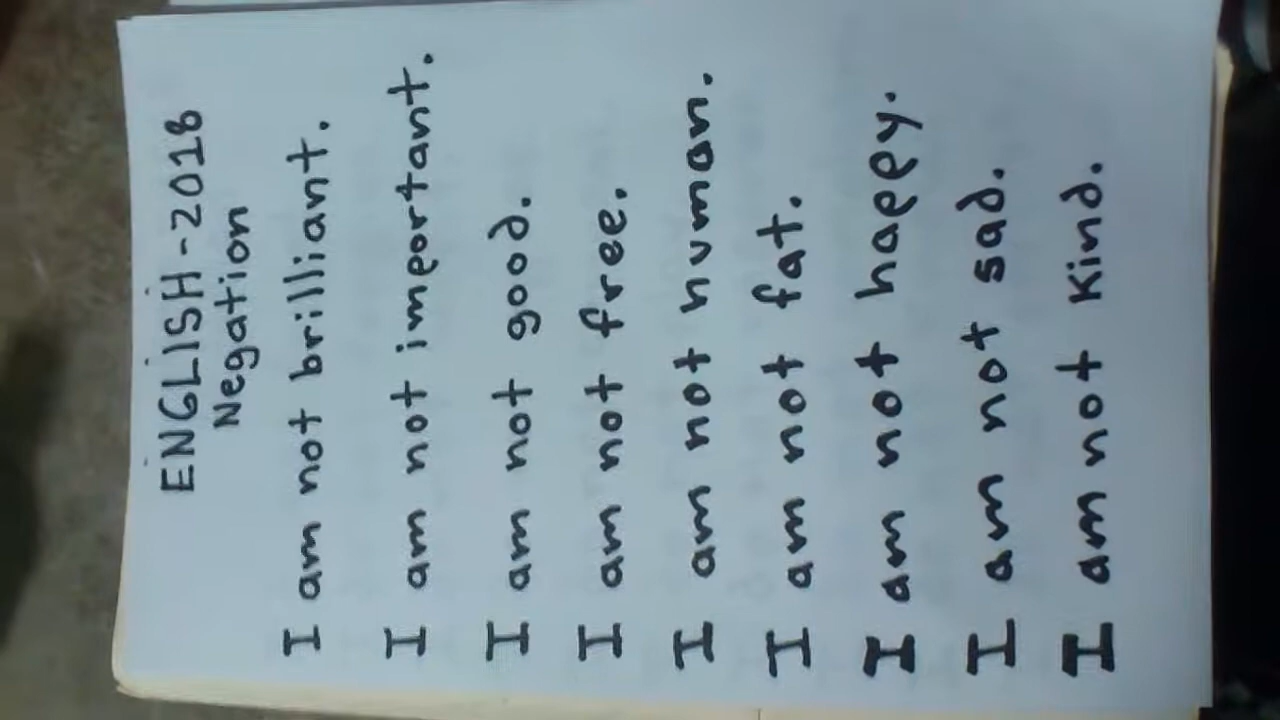 ENGLISH-2018
Negation
I am not brilliant.
I am not important.
I am not good.
I am not free.
I am not human.
I am not fat.
I am not happy.
I am not sad.
I am not kind.